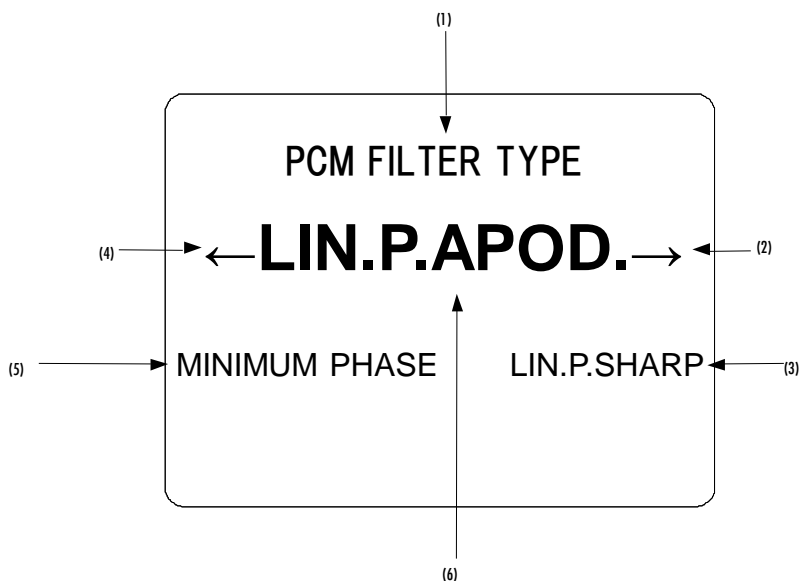 (1)
PCM FILTER TYPE
(4) ←LIN.P.APOD.→ (2)
(5) MINIMUM PHASE LIN.P.SHARP (3)
(6)